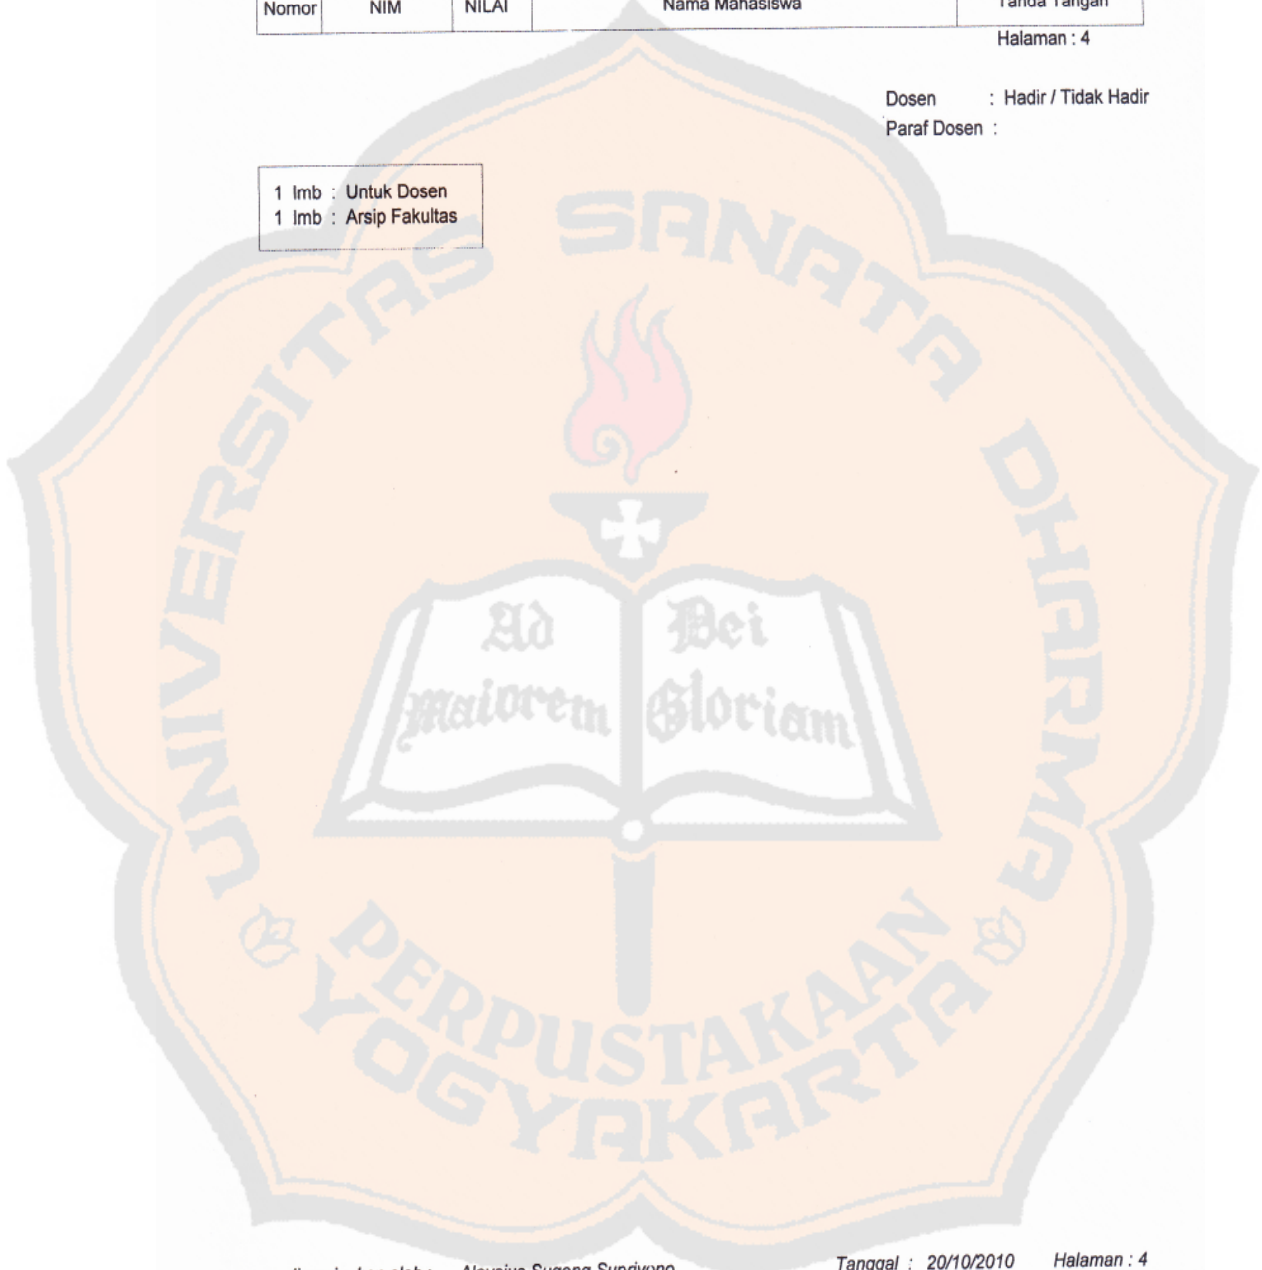 Nomor NIM NILAI Nama Mahasiswa Tanda Tangan
Halaman : 4
Dosen : Hadir / Tidak Hadir
Paraf Dosen :
1 lmb : Untuk Dosen
1 lmb : Arsip Fakultas
UNIVERSITAS SANATA DHARMA
Ad Dei
maiorem Gloriam
PERPUSTAKAAN
YOGYAKARTA
Aloysius Sugeng Supriyono
Tanggal : 20/10/2010 Halaman : 4